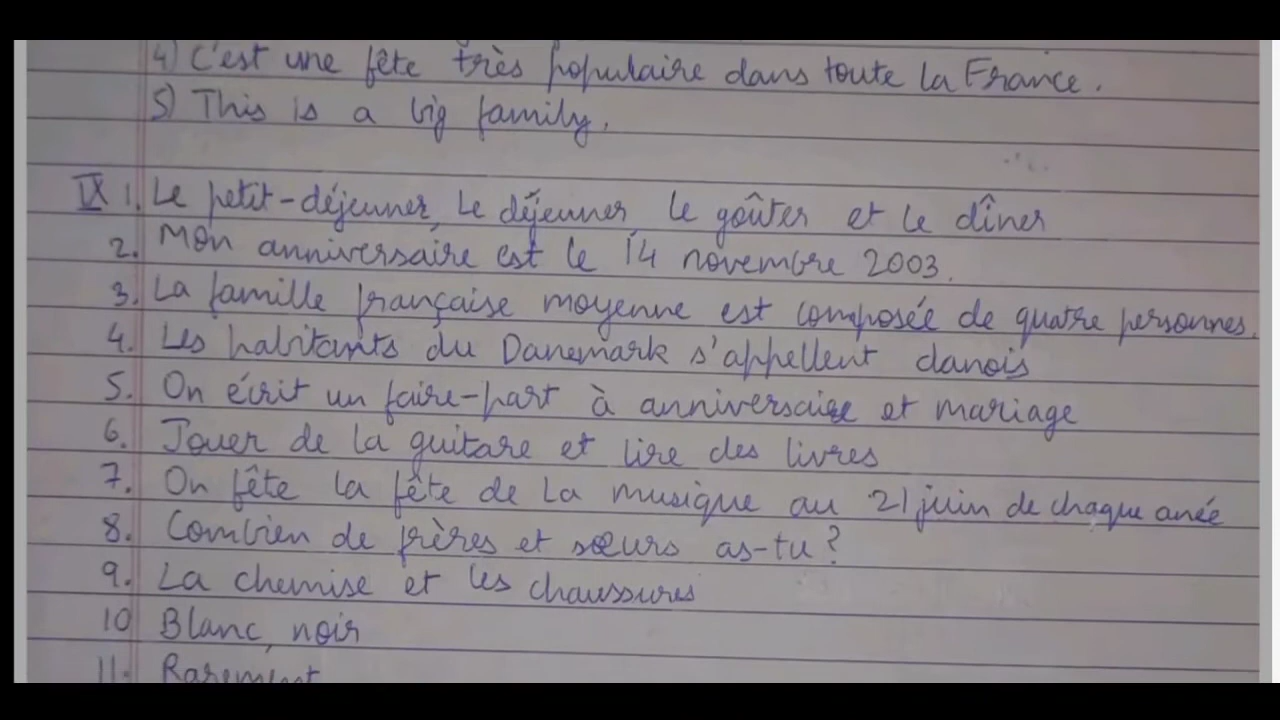 4) C'est une fête très populaire dans toute la France.
5) This is a big family.
IX 1. Le petit-déjeuner, le déjeuner, le goûter et le dîner
2. Mon anniversaire est le 14 novembre 2003.
3. La famille française moyenne est composée de quatre personnes.
4. Les habitants du Danemark s'appellent danois
5. On écrit un faire-part à anniversaire et mariage
6. Jouer de la guitare et lire des livres
7. On fête la fête de la musique au 21 juin de chaque anée
8. Combien de frères et sœurs as-tu?
9. La chemise et les chaussures
10 Blanc, noir
11. Rarement